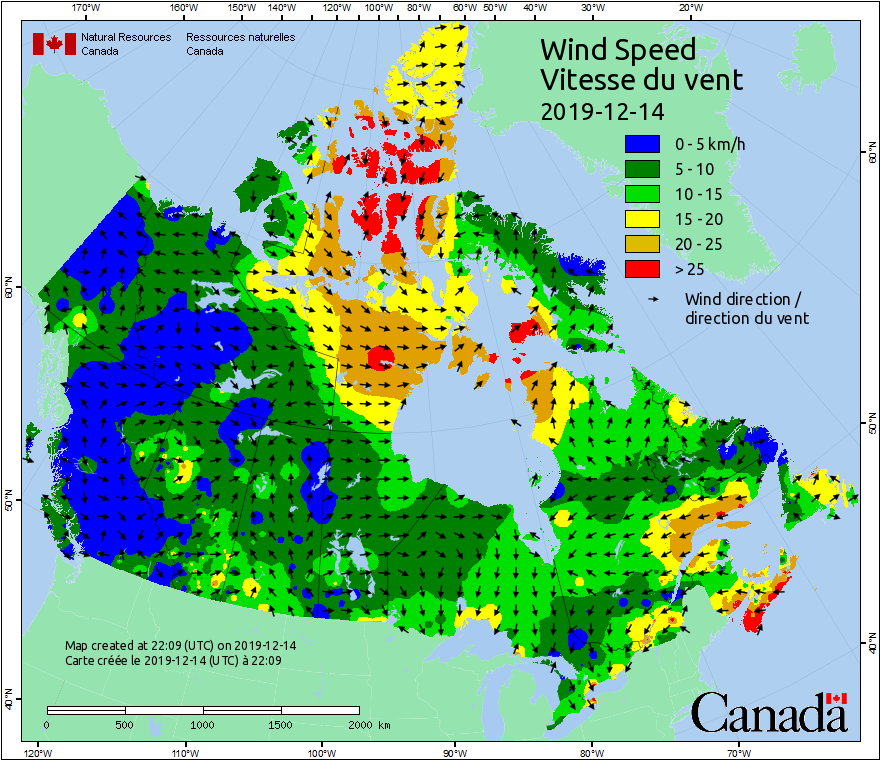 170°W 160°W 150°W 140°W 120°W 100°W 80°W 60°W 50°W 40°W 30°W 20°W
Natural Resources Ressources naturelles
Canada Canada
Wind Speed
Vitesse du vent
2019-12-14
0 - 5 km/h
5 - 10
10 - 15
15 - 20
20 - 25
> 25
Wind direction /
direction du vent
60°N 60°N
50°N 50°N
40°N 40°N
Map created at 22:09 (UTC) on 2019-12-14
Carte créée le 2019-12-14 (UTC) à 22:09
0 500 1000 1500 2000 km
Canada
120°W 110°W 100°W 90°W 80°W 70°W